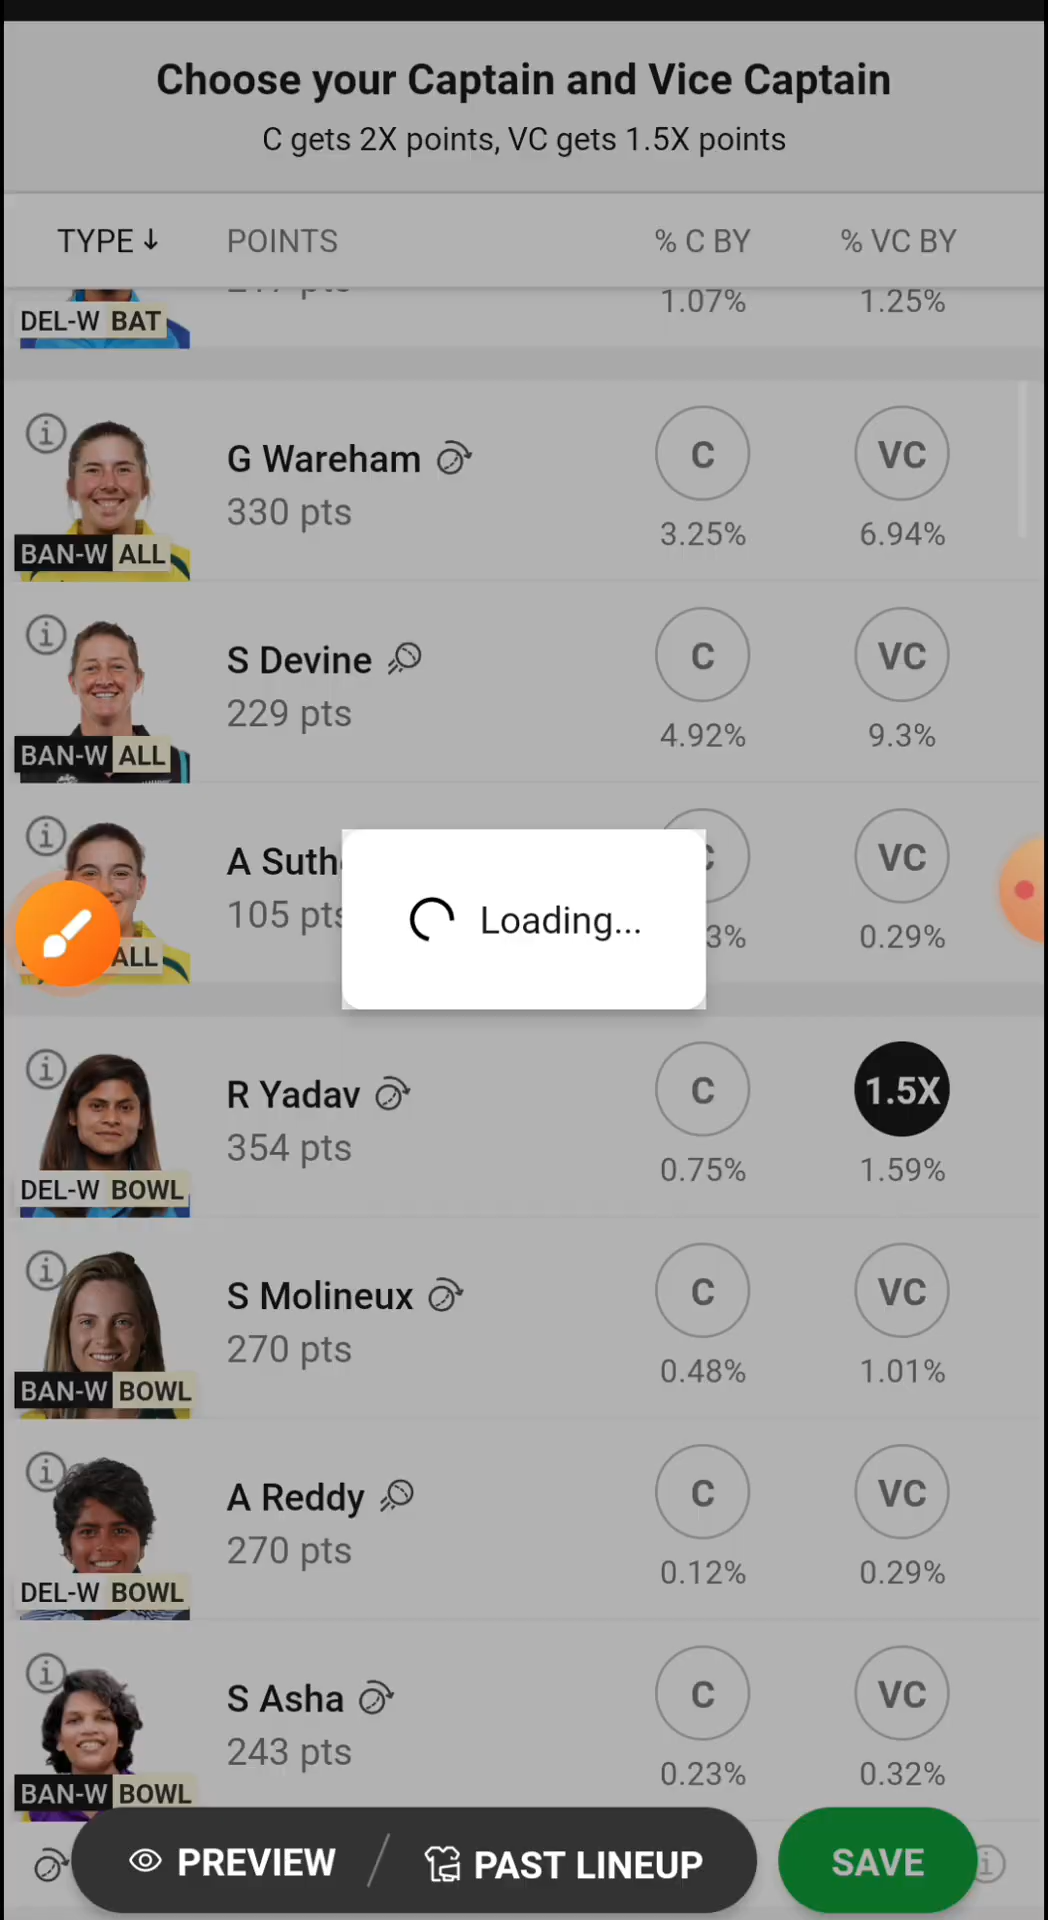 Choose your Captain and Vice Captain
C gets 2X points, VC gets 1.5X points
TYPE ↓ POINTS % C BY % VC BY
1.07% 1.25%
DEL-W BAT
G Wareham C VC
330 pts
3.25% 6.94%
BAN-W ALL
S Devine C VC
229 pts
4.92% 9.3%
BAN-W ALL
A VC
105 pts
0.29%
ALL
Loading...
R Yadav C 1.5X
354 pts
0.75% 1.59%
DEL-W BOWL
S Molineux C VC
270 pts
0.48% 1.01%
BAN-W BOWL
A Reddy C VC
270 pts
0.12% 0.29%
DEL-W BOWL
S Asha C VC
243 pts
0.23% 0.32%
BAN-W BOWL
PREVIEW / PAST LINEUP SAVE